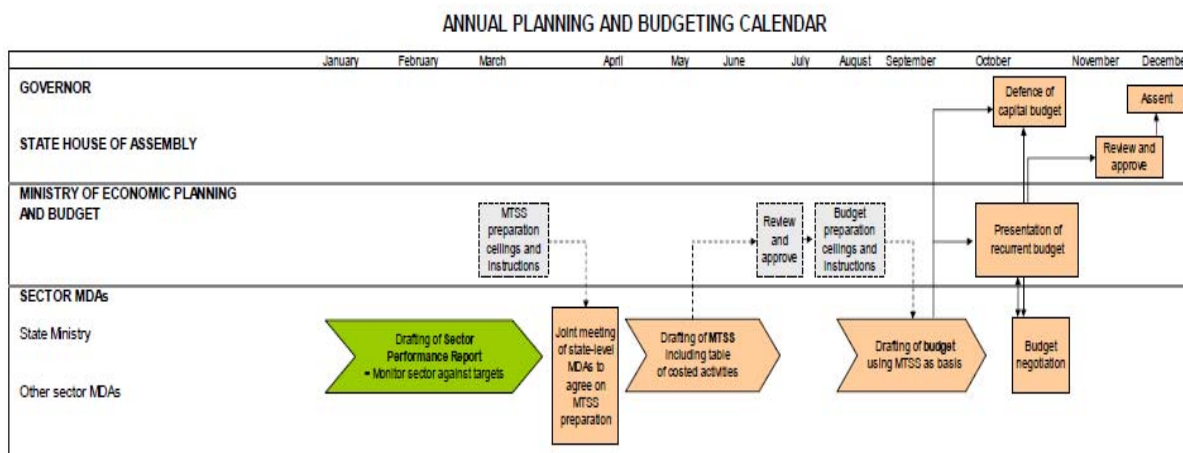 ANNUAL PLANNING AND BUDGETING CALENDAR
January February March April May June July August September October November December
GOVERNOR
Defence of
capital budget
Assent
STATE HOUSE OF ASSEMBLY
Review and
approve
MINISTRY OF ECONOMIC PLANNING
AND BUDGET
MTSS
preparation
ceilings and
instructions
Review
and
approve
Budget
preparation
ceilings and
instructions
Presentation of
recurrent budget
SECTOR MDAs
State Ministry
Other sector MDAs
Drafting of Sector
Performance Report
= Monitor sector against targets
Joint meeting
of state-level
MDAs to
agree on
MTSS
preparation
Drafting of MTSS
including table
of costed activities
Drafting of budget
using MTSS as basis
Budget
negotiation